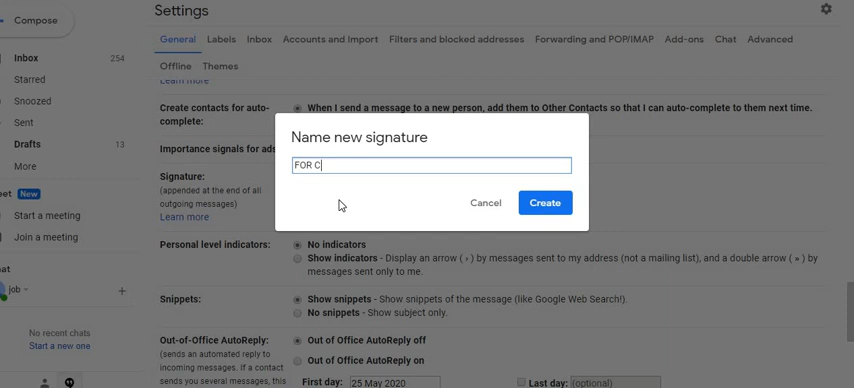 Compose
Settings
General Labels Inbox Accounts and Import Filters and blocked addresses Forwarding and POP/IMAP Add-ons Chat Advanced
Offline Themes
Inbox 254
Starred
Snoozed
Sent
Drafts 13
More
eet New
Start a meeting
Join a meeting
hat
job
No recent chats
Start a new one
Learn more
Create contacts for auto-complete:
When I send a message to a new person, add them to Other Contacts so that I can auto-complete to them next time.
Importance signals for ads
Name new signature
FOR C
Cancel Create
Signature:
(appended at the end of all
outgoing messages)
Learn more
Personal level indicators:
No indicators
Show indicators - Display an arrow ( › ) by messages sent to my address (not a mailing list), and a double arrow ( » ) by
messages sent only to me.
Snippets:
Show snippets - Show snippets of the message (like Google Web Search!).
No snippets - Show subject only.
Out-of-Office AutoReply:
(sends an automated reply to
incoming messages. If a contact
sends you several messages, this
Out of Office AutoReply off
Out of Office AutoReply on
First day: 25 May 2020 Last day: (optional)